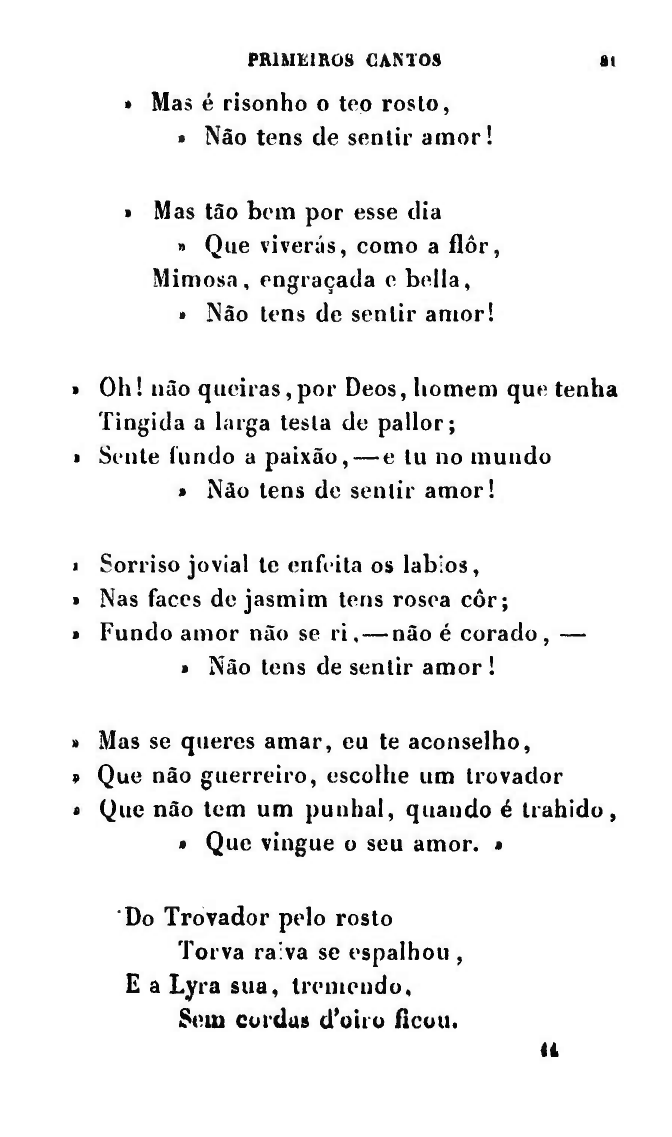 PRIMEIROS CANTOS 81
» Mas é risonho o teo rosto,
» Não tens de sentir amor!
» Mas tão bem por esse dia
» Que viverás, como a flôr,
Mimosa, engraçada e bella,
» Não tens de sentir amor!
» Oh! não queiras, por Deos, homem que tenha
Tingida a larga testa de pallor;
» Sente fundo a paixão, — e tu no mundo
» Não tens de sentir amor!
» Sorriso jovial te enfeita os labios,
» Nas faces de jasmim tens rosea côr;
» Fundo amor não se ri, — não é corado, —
» Não tens de sentir amor!
» Mas se queres amar, eu te aconselho,
» Que não guerreiro, escolhe um trovador
» Que não tem um punhal, quando é trahido,
» Que vingue o seu amor. »
Do Trovador pelo rosto
Torva raiva se espalhou,
E a Lyra sua, tremendo,
Sem cordas d'oiro ficou.
11